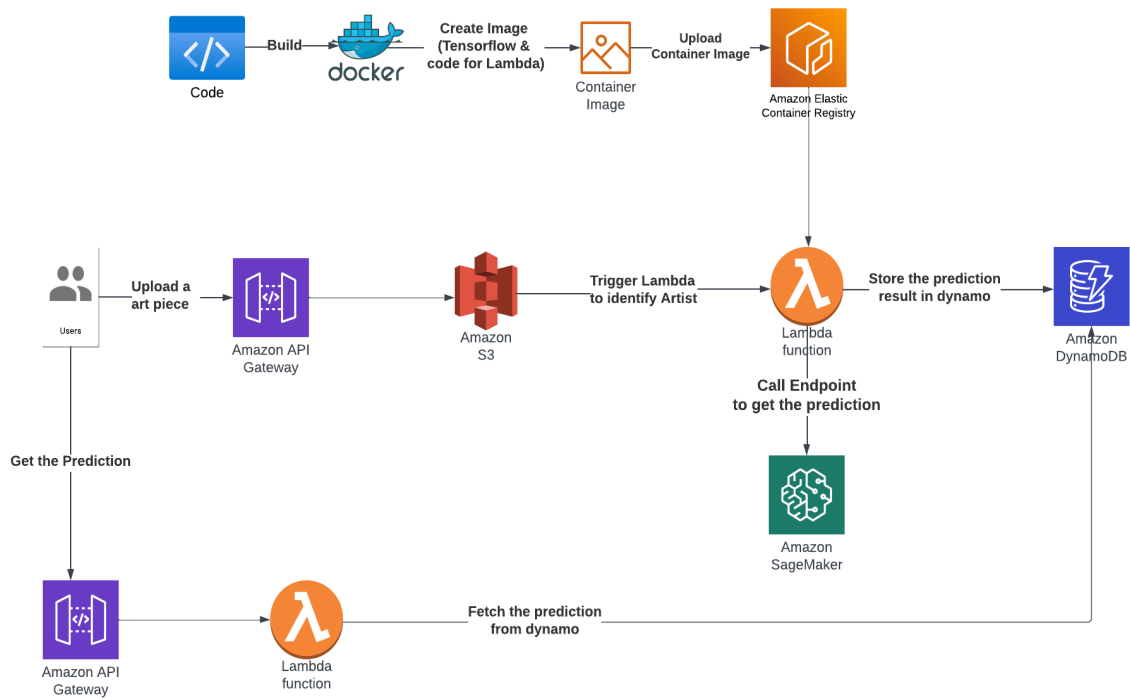 Code
Build
docker
Create Image
(Tensorflow &
code for Lambda)
Container
Image
Upload
Container Image
Amazon Elastic
Container Registry
Users
Upload a
art piece
Amazon API
Gateway
Amazon
S3
Trigger Lambda
to identify Artist
Lambda
function
Store the prediction
result in dynamo
Amazon
DynamoDB
Call Endpoint
to get the prediction
Amazon
SageMaker
Get the Prediction
Amazon API
Gateway
Lambda
function
Fetch the prediction
from dynamo